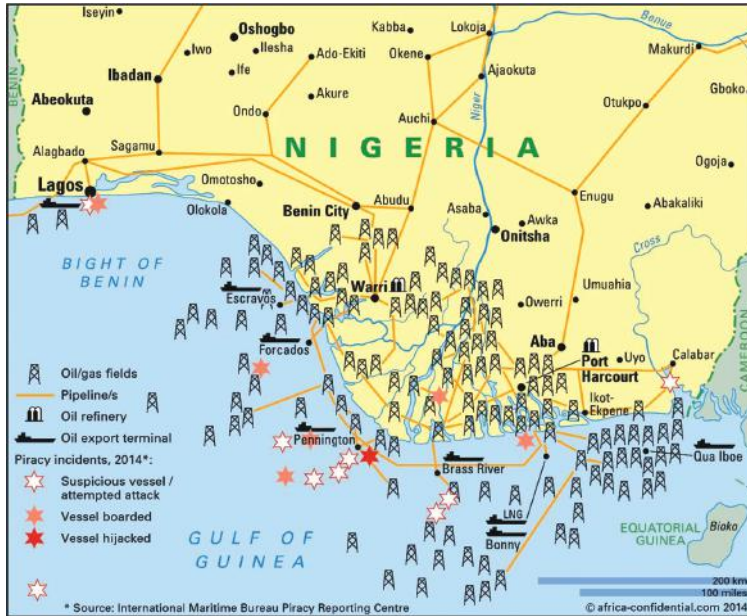 Iseyin
Oshogbo
Kabba
Lokoja
Benue
Iwo
Ilesha
Ado-Ekiti
Okene
Makurdi
BENIN
Ibadan
Ife
Ajaokuta
Gboko
Abeokuta
Akure
Niger
Otukpo
Ondo
Auchi
Alagbado
Sagamu
NIGERIA
Ogoja
Lagos
Omotosho
Enugu
Olokola
Benin City
Abudu
Asaba
Awka
Abakaliki
Onitsha
Cross
BIGHT OF
BENIN
Escravos
Warri
Owerri
Umuahia
Forcados
Aba
Port
Harcourt
Uyo
Calabar
CAMEROON
Ikot-
Ekpene
Oil/gas fields
Pipeline/s
Oil refinery
Oil export terminal
Pennington
Brass River
Qua Iboe
Piracy incidents, 2014*:
Suspicious vessel /
attempted attack
Vessel boarded
Vessel hijacked
LNG
Bonny
GULF OF
GUINEA
EQUATORIAL
GUINEA
Bioko
200 km
100 miles
* Source: International Maritime Bureau Piracy Reporting Centre
© africa-confidential.com 2014